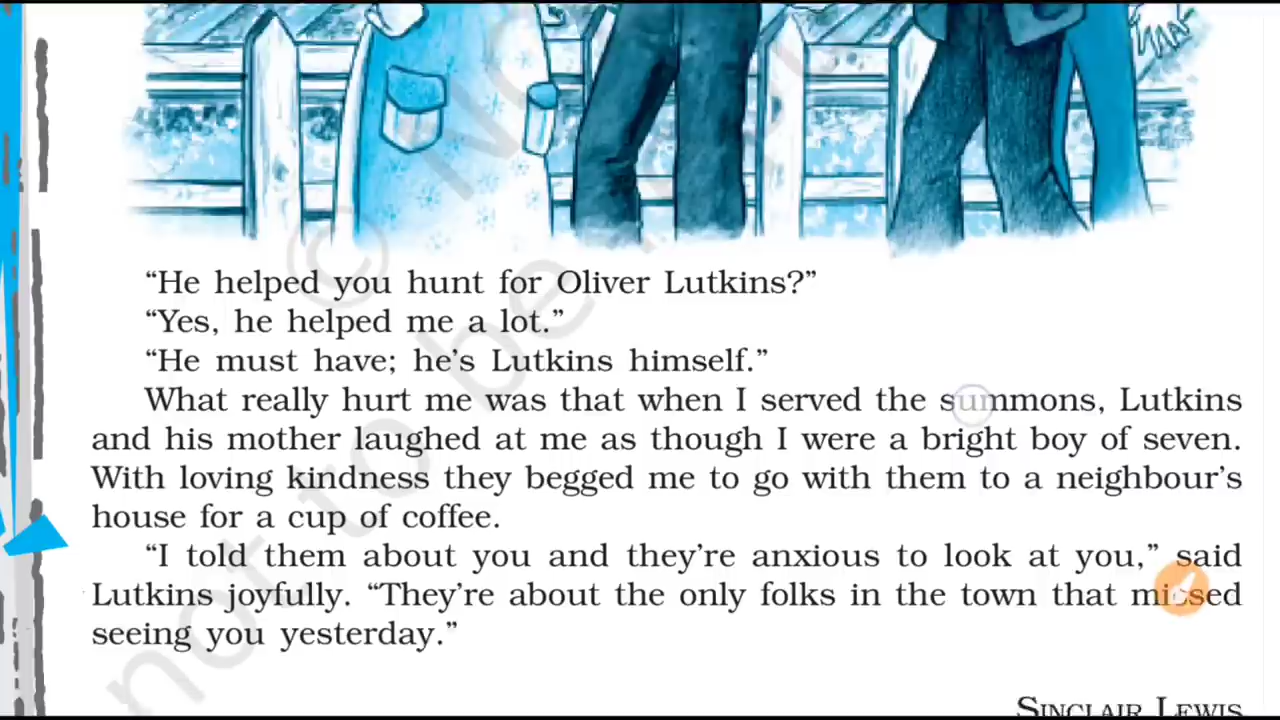 “He helped you hunt for Oliver Lutkins?”
“Yes, he helped me a lot.”
“He must have; he’s Lutkins himself.”
What really hurt me was that when I served the summons, Lutkins
and his mother laughed at me as though I were a bright boy of seven.
With loving kindness they begged me to go with them to a neighbour’s
house for a cup of coffee.
“I told them about you and they’re anxious to look at you,” said
Lutkins joyfully. “They’re about the only folks in the town that missed
seeing you yesterday.”
SINCLAIR LEWIS
not to be
©